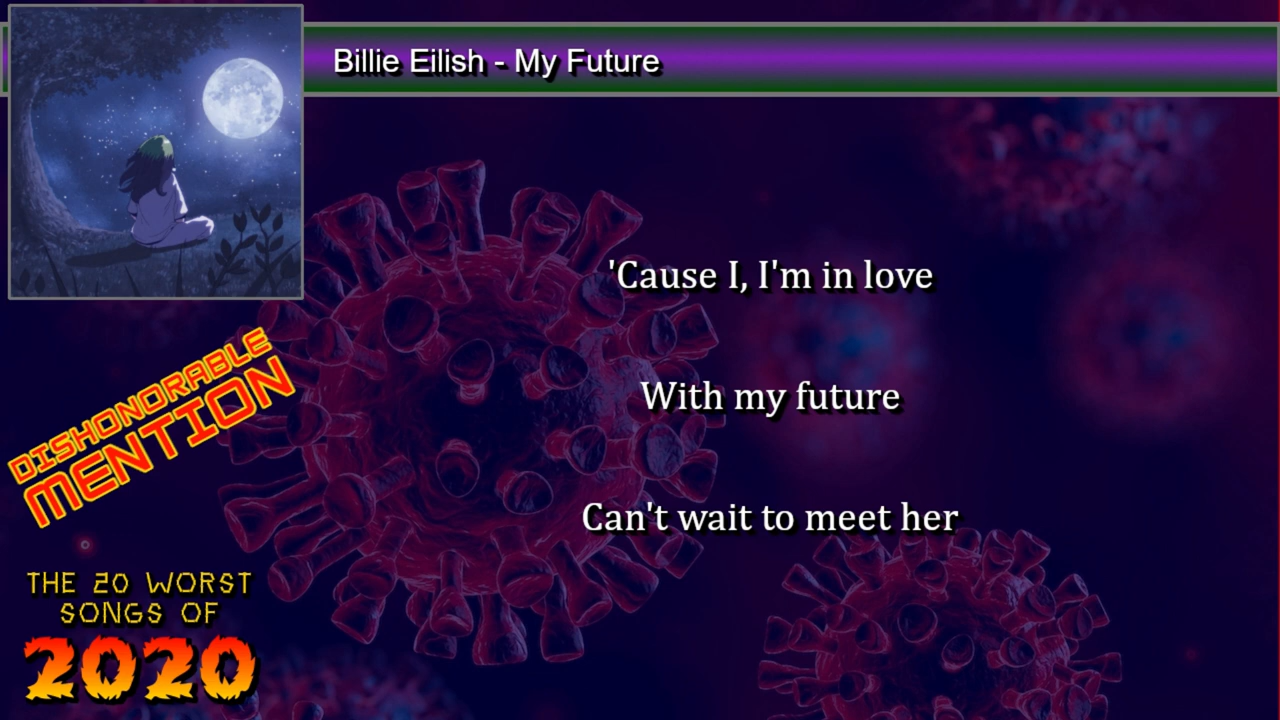 Billie Eilish - My Future
'Cause I, I'm in love
With my future
Can't wait to meet her
DISHONORABLE
MENTION
THE 20 WORST
SONGS OF
2020